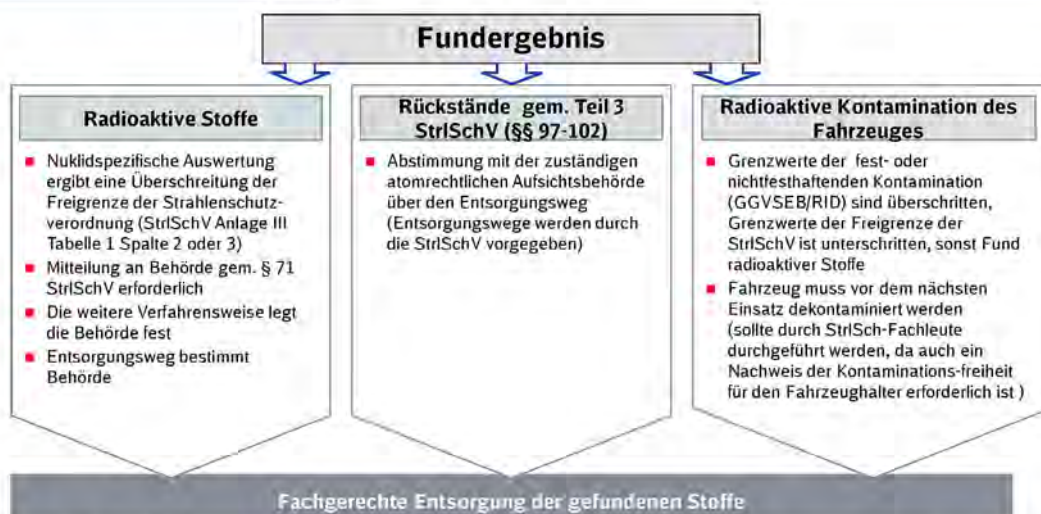 Fundergebnis
Radioaktive Stoffe
Nuklidspezifische Auswertung
ergibt eine Überschreitung der
Freigrenze der Strahlenschutz-
verordnung (StrlSchV Anlage III
Tabelle 1 Spalte 2 oder 3)
Mitteilung an Behörde gem. § 71
StrlSchV erforderlich
Die weitere Verfahrensweise legt
die Behörde fest
Entsorgungsweg bestimmt
Behörde
Rückstände gem. Teil 3
StrlSchV (§§ 97-102)
Abstimmung mit der zuständigen
atomrechtlichen Aufsichtsbehörde
über den Entsorgungsweg
(Entsorgungswege werden durch
die StrlSchV vorgegeben)
Radioaktive Kontamination des
Fahrzeuges
Grenzwerte der fest- oder
nichtfesthaftenden Kontamination
(GGVSEB/RID) sind überschritten,
Grenzwerte der Freigrenze der
StrlSchV ist unterschritten, sonst Fund
radioaktiver Stoffe
Fahrzeug muss vor dem nächsten
Einsatz dekontaminiert werden
(sollte durch StrlSch-Fachleute
durchgeführt werden, da auch ein
Nachweis der Kontaminations-freiheit
für den Fahrzeughalter erforderlich ist )
Fachgerechte Entsorgung der gefundenen Stoffe